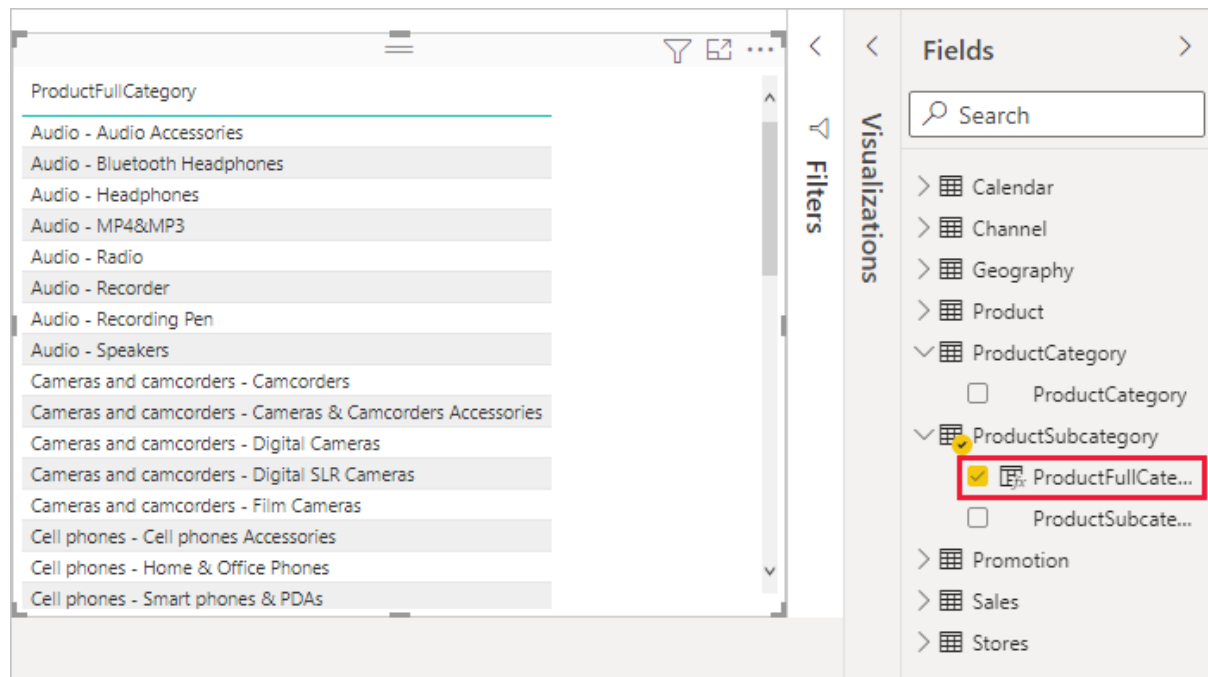 ProductFullCategory
Audio - Audio Accessories
Audio - Bluetooth Headphones
Audio - Headphones
Audio - MP4&MP3
Audio - Radio
Audio - Recorder
Audio - Recording Pen
Audio - Speakers
Cameras and camcorders - Camcorders
Cameras and camcorders - Cameras & Camcorders Accessories
Cameras and camcorders - Digital Cameras
Cameras and camcorders - Digital SLR Cameras
Cameras and camcorders - Film Cameras
Cell phones - Cell phones Accessories
Cell phones - Home & Office Phones
Cell phones - Smart phones & PDAs
Filters
Visualizations
Fields
Search
Calendar
Channel
Geography
Product
ProductCategory
ProductCategory
ProductSubcategory
ProductFullCate...
ProductSubcate...
Promotion
Sales
Stores